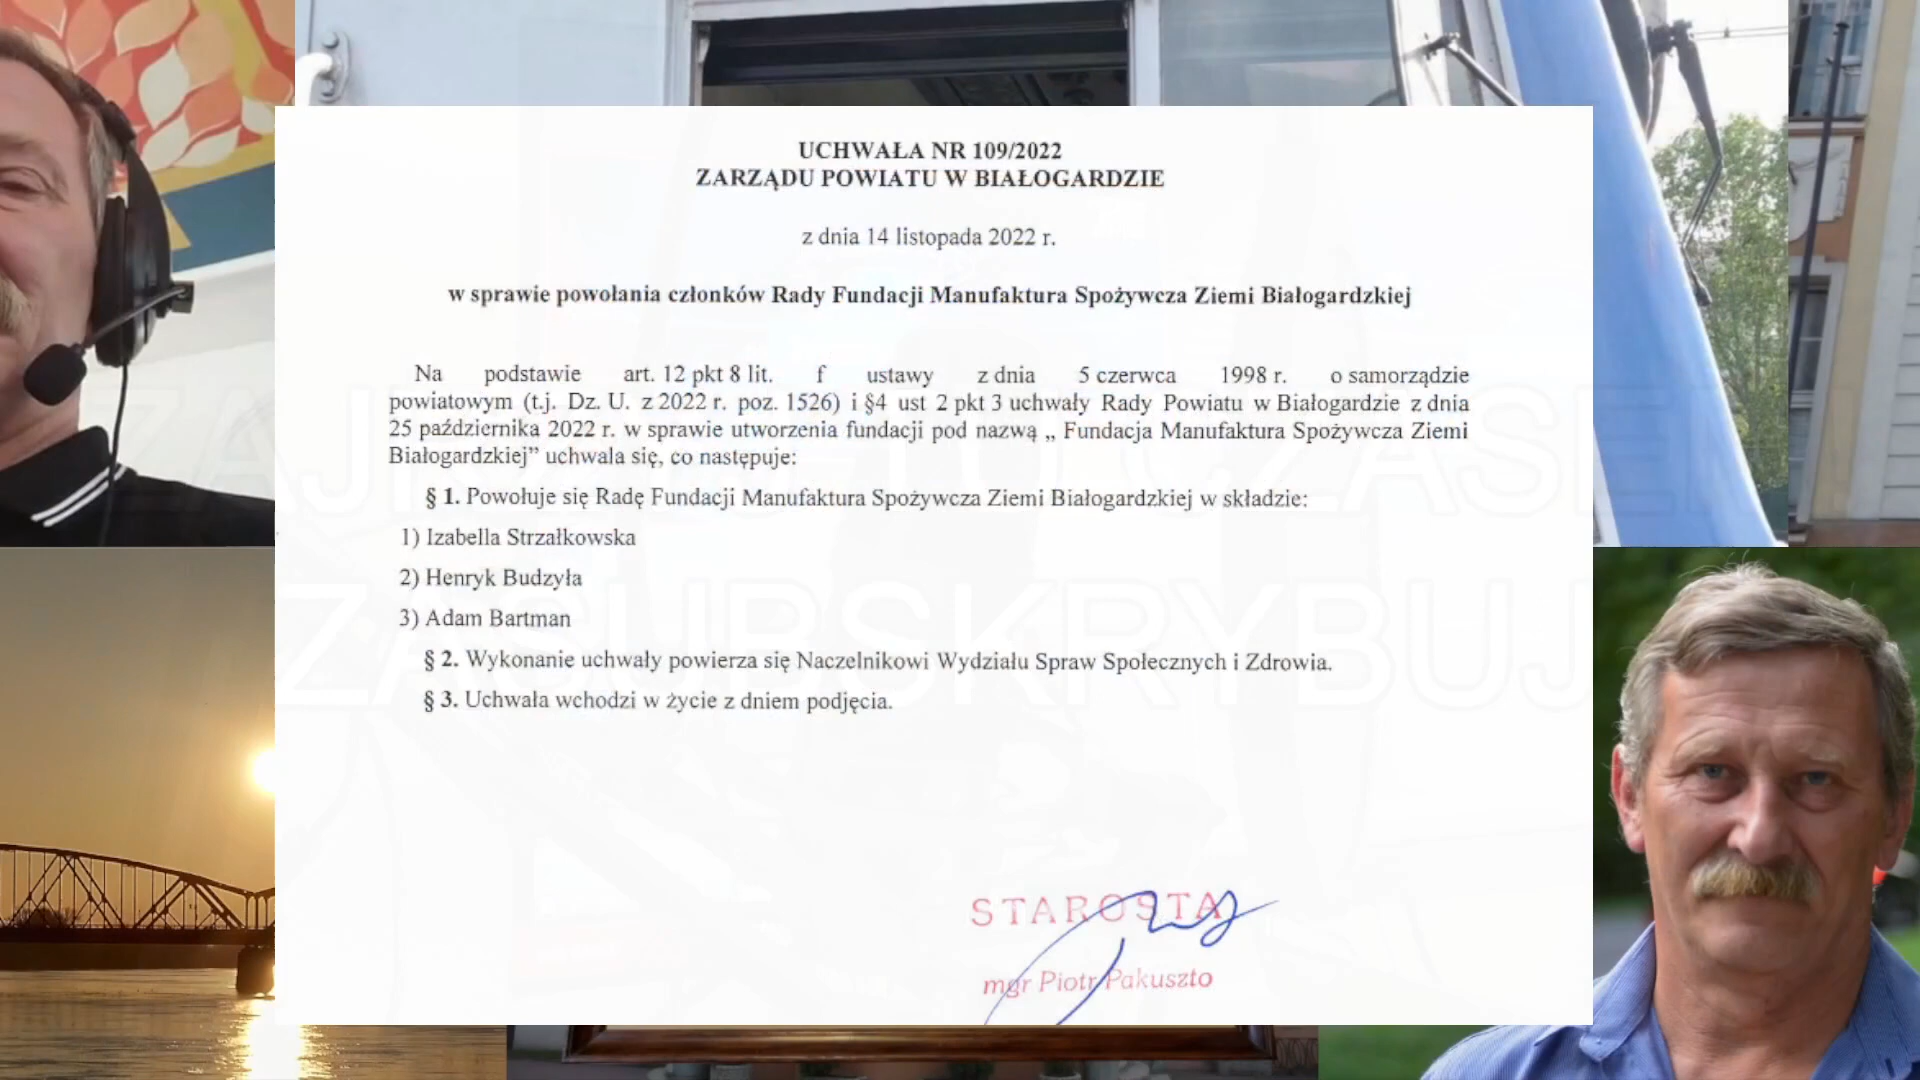 UCHWAŁA NR 109/2022
ZARZĄDU POWIATU W BIAŁOGARDZIE
z dnia 14 listopada 2022 r.
w sprawie powołania członków Rady Fundacji Manufaktura Spożywcza Ziemi Białogardzkiej
Na podstawie art. 12 pkt 8 lit. f ustawy z dnia 5 czerwca 1998 r. o samorządzie
powiatowym (t.j. Dz. U. z 2022 r. poz. 1526) i §4 ust 2 pkt 3 uchwały Rady Powiatu w Białogardzie z dnia
25 października 2022 r. w sprawie utworzenia fundacji pod nazwą „ Fundacja Manufaktura Spożywcza Ziemi
Białogardzkiej” uchwala się, co następuje:
§ 1. Powołuje się Radę Fundacji Manufaktura Spożywcza Ziemi Białogardzkiej w składzie:
1) Izabella Strzałkowska
2) Henryk Budzyła
3) Adam Bartman
§ 2. Wykonanie uchwały powierza się Naczelnikowi Wydziału Spraw Społecznych i Zdrowia.
§ 3. Uchwała wchodzi w życie z dniem podjęcia.
STAROSTA
mgr Piotr Pakuszto
ZASUBSKRYBUJ